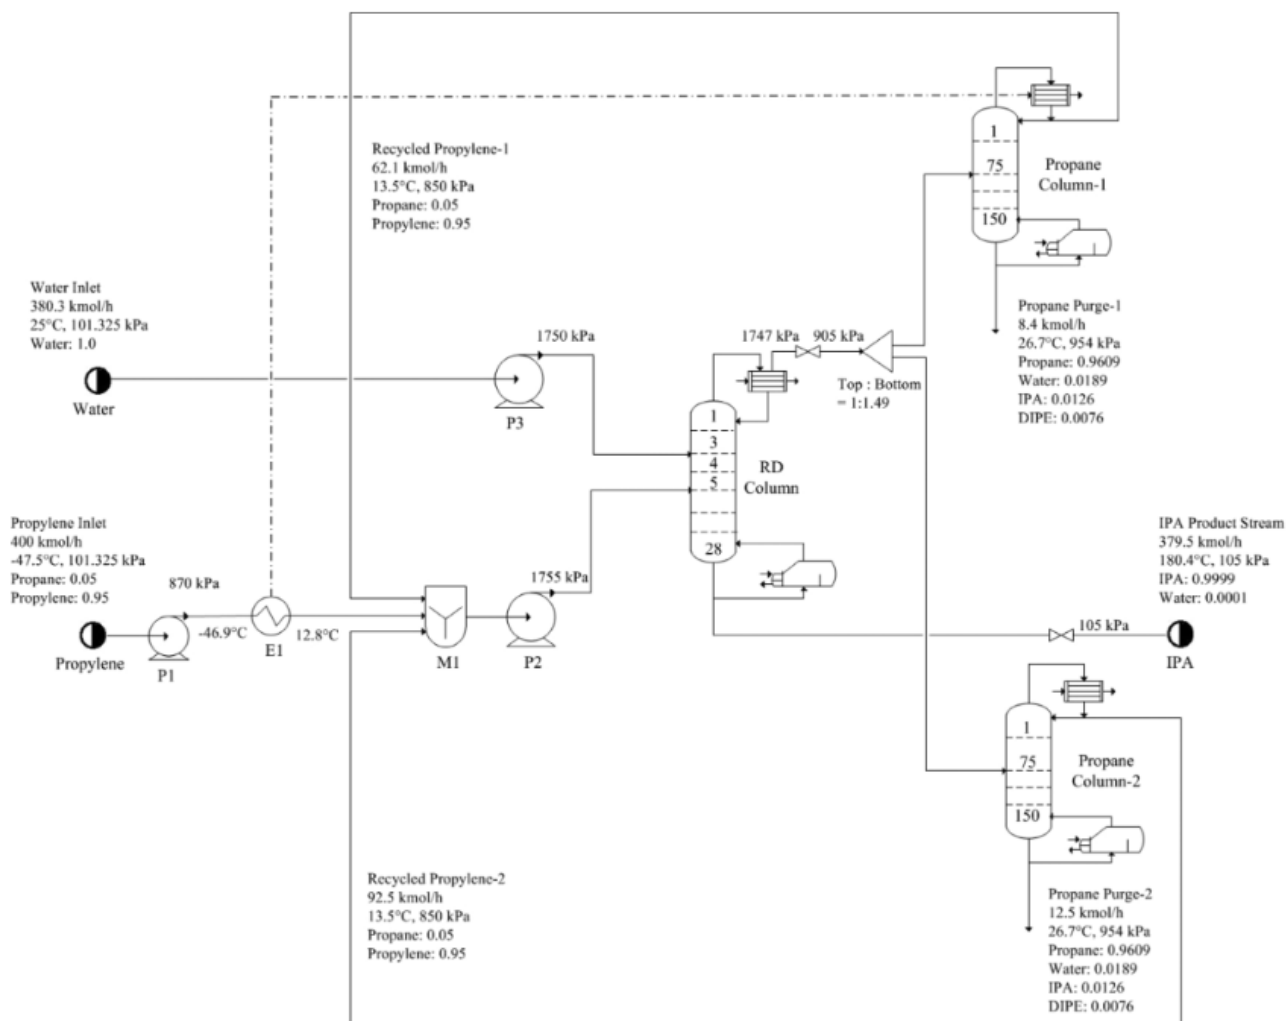 Recycled Propylene-1
62.1 kmol/h
13.5°C, 850 kPa
Propane: 0.05
Propylene: 0.95
1
75
150
Propane
Column-1
Water Inlet
380.3 kmol/h
25°C, 101.325 kPa
Water: 1.0
Water
1750 kPa
P3
1747 kPa
905 kPa
Top : Bottom
= 1:1.49
Propane Purge-1
8.4 kmol/h
26.7°C, 954 kPa
Propane: 0.9609
Water: 0.0189
IPA: 0.0126
DIPE: 0.0076
1
3
4
5
28
RD
Column
Propylene Inlet
400 kmol/h
-47.5°C, 101.325 kPa
Propane: 0.05
Propylene: 0.95
Propylene
870 kPa
P1
-46.9°C
E1
12.8°C
M1
1755 kPa
P2
IPA Product Stream
379.5 kmol/h
180.4°C, 105 kPa
IPA: 0.9999
Water: 0.0001
105 kPa
IPA
1
75
150
Propane
Column-2
Recycled Propylene-2
92.5 kmol/h
13.5°C, 850 kPa
Propane: 0.05
Propylene: 0.95
Propane Purge-2
12.5 kmol/h
26.7°C, 954 kPa
Propane: 0.9609
Water: 0.0189
IPA: 0.0126
DIPE: 0.0076